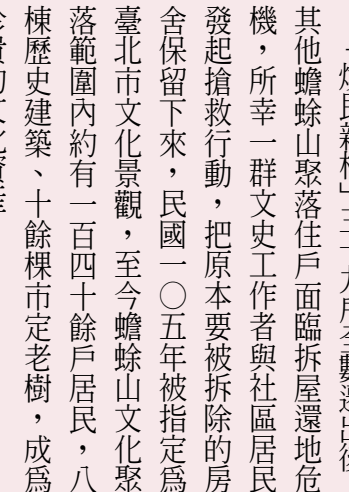 其他蟾蜍山聚落住戶面臨拆屋還地危
機，所幸一群文史工作者與社區居民
發起搶救行動，把原本要被拆除的房
舍保留下來，民國一〇五年被指定為
臺北市文化景觀，至今蟾蜍山文化聚
落範圍內約有一百四十餘戶居民，八
棟歷史建築、十餘棵市定老樹，成為